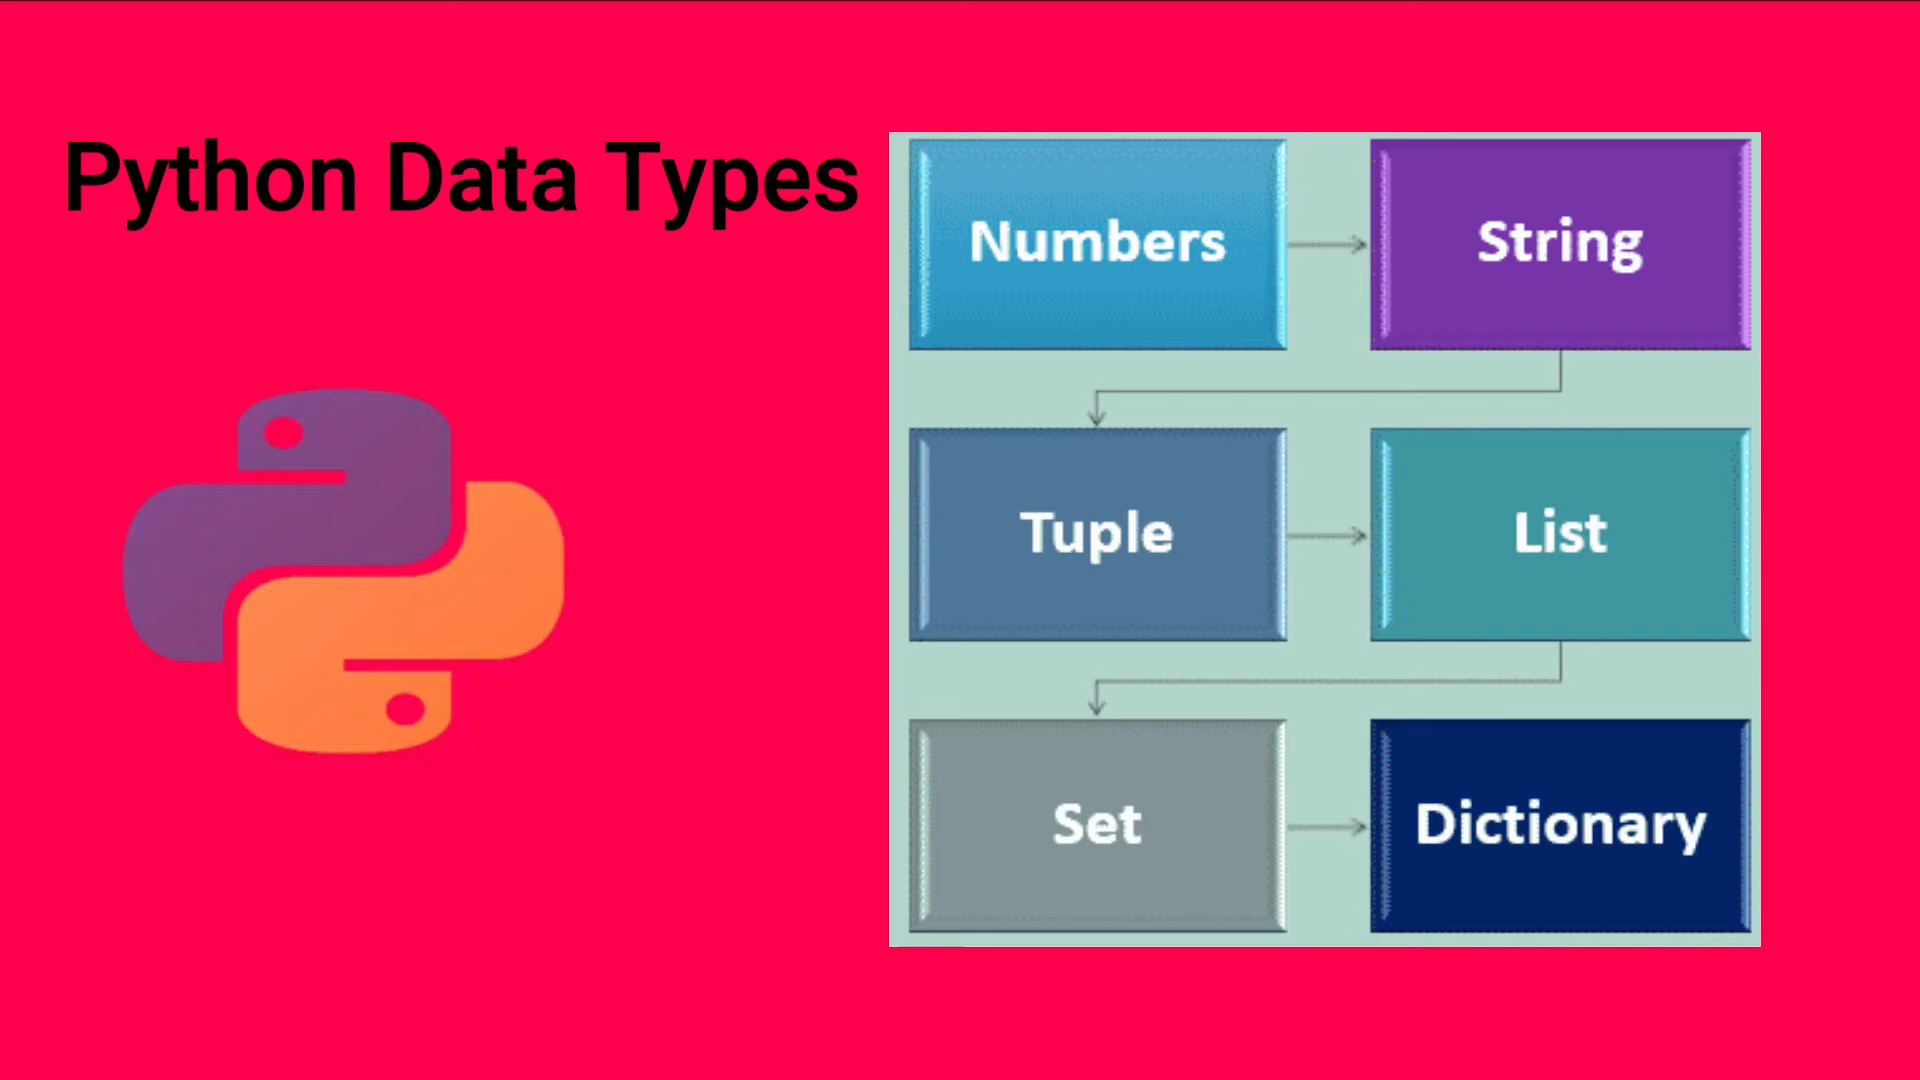 Python Data Types
Numbers
String
Tuple
List
Set
Dictionary